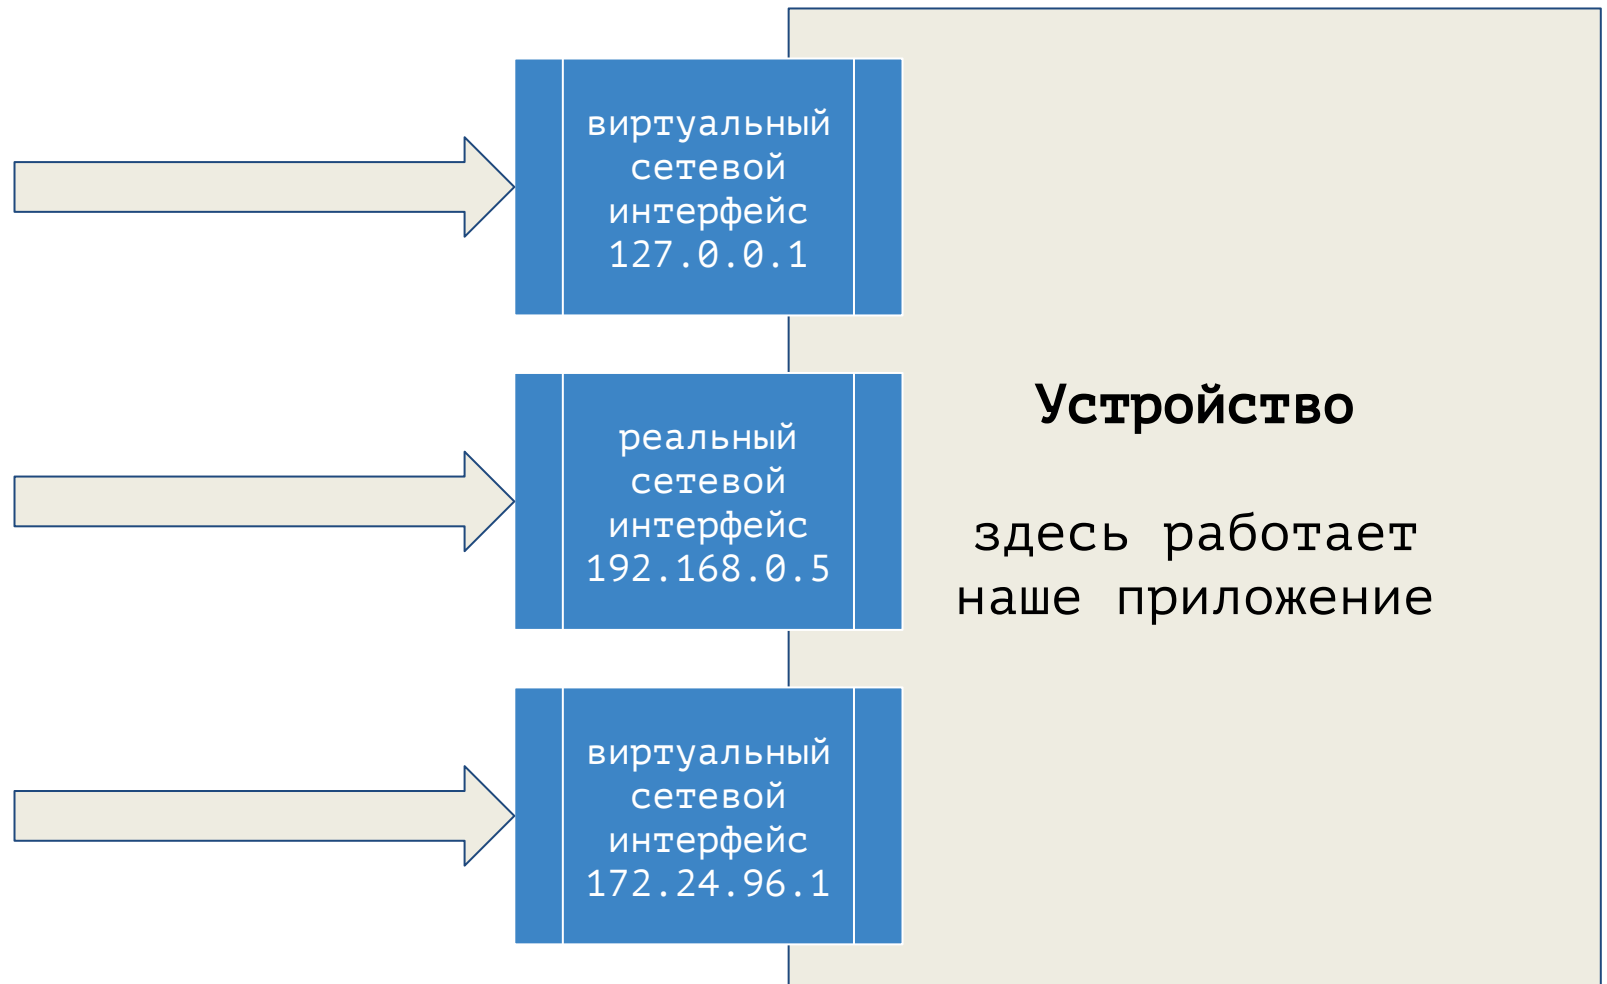 виртуальный
сетевой
интерфейс
127.0.0.1
реальный
сетевой
интерфейс
192.168.0.5
виртуальный
сетевой
интерфейс
172.24.96.1
Устройство
здесь работает
наше приложение